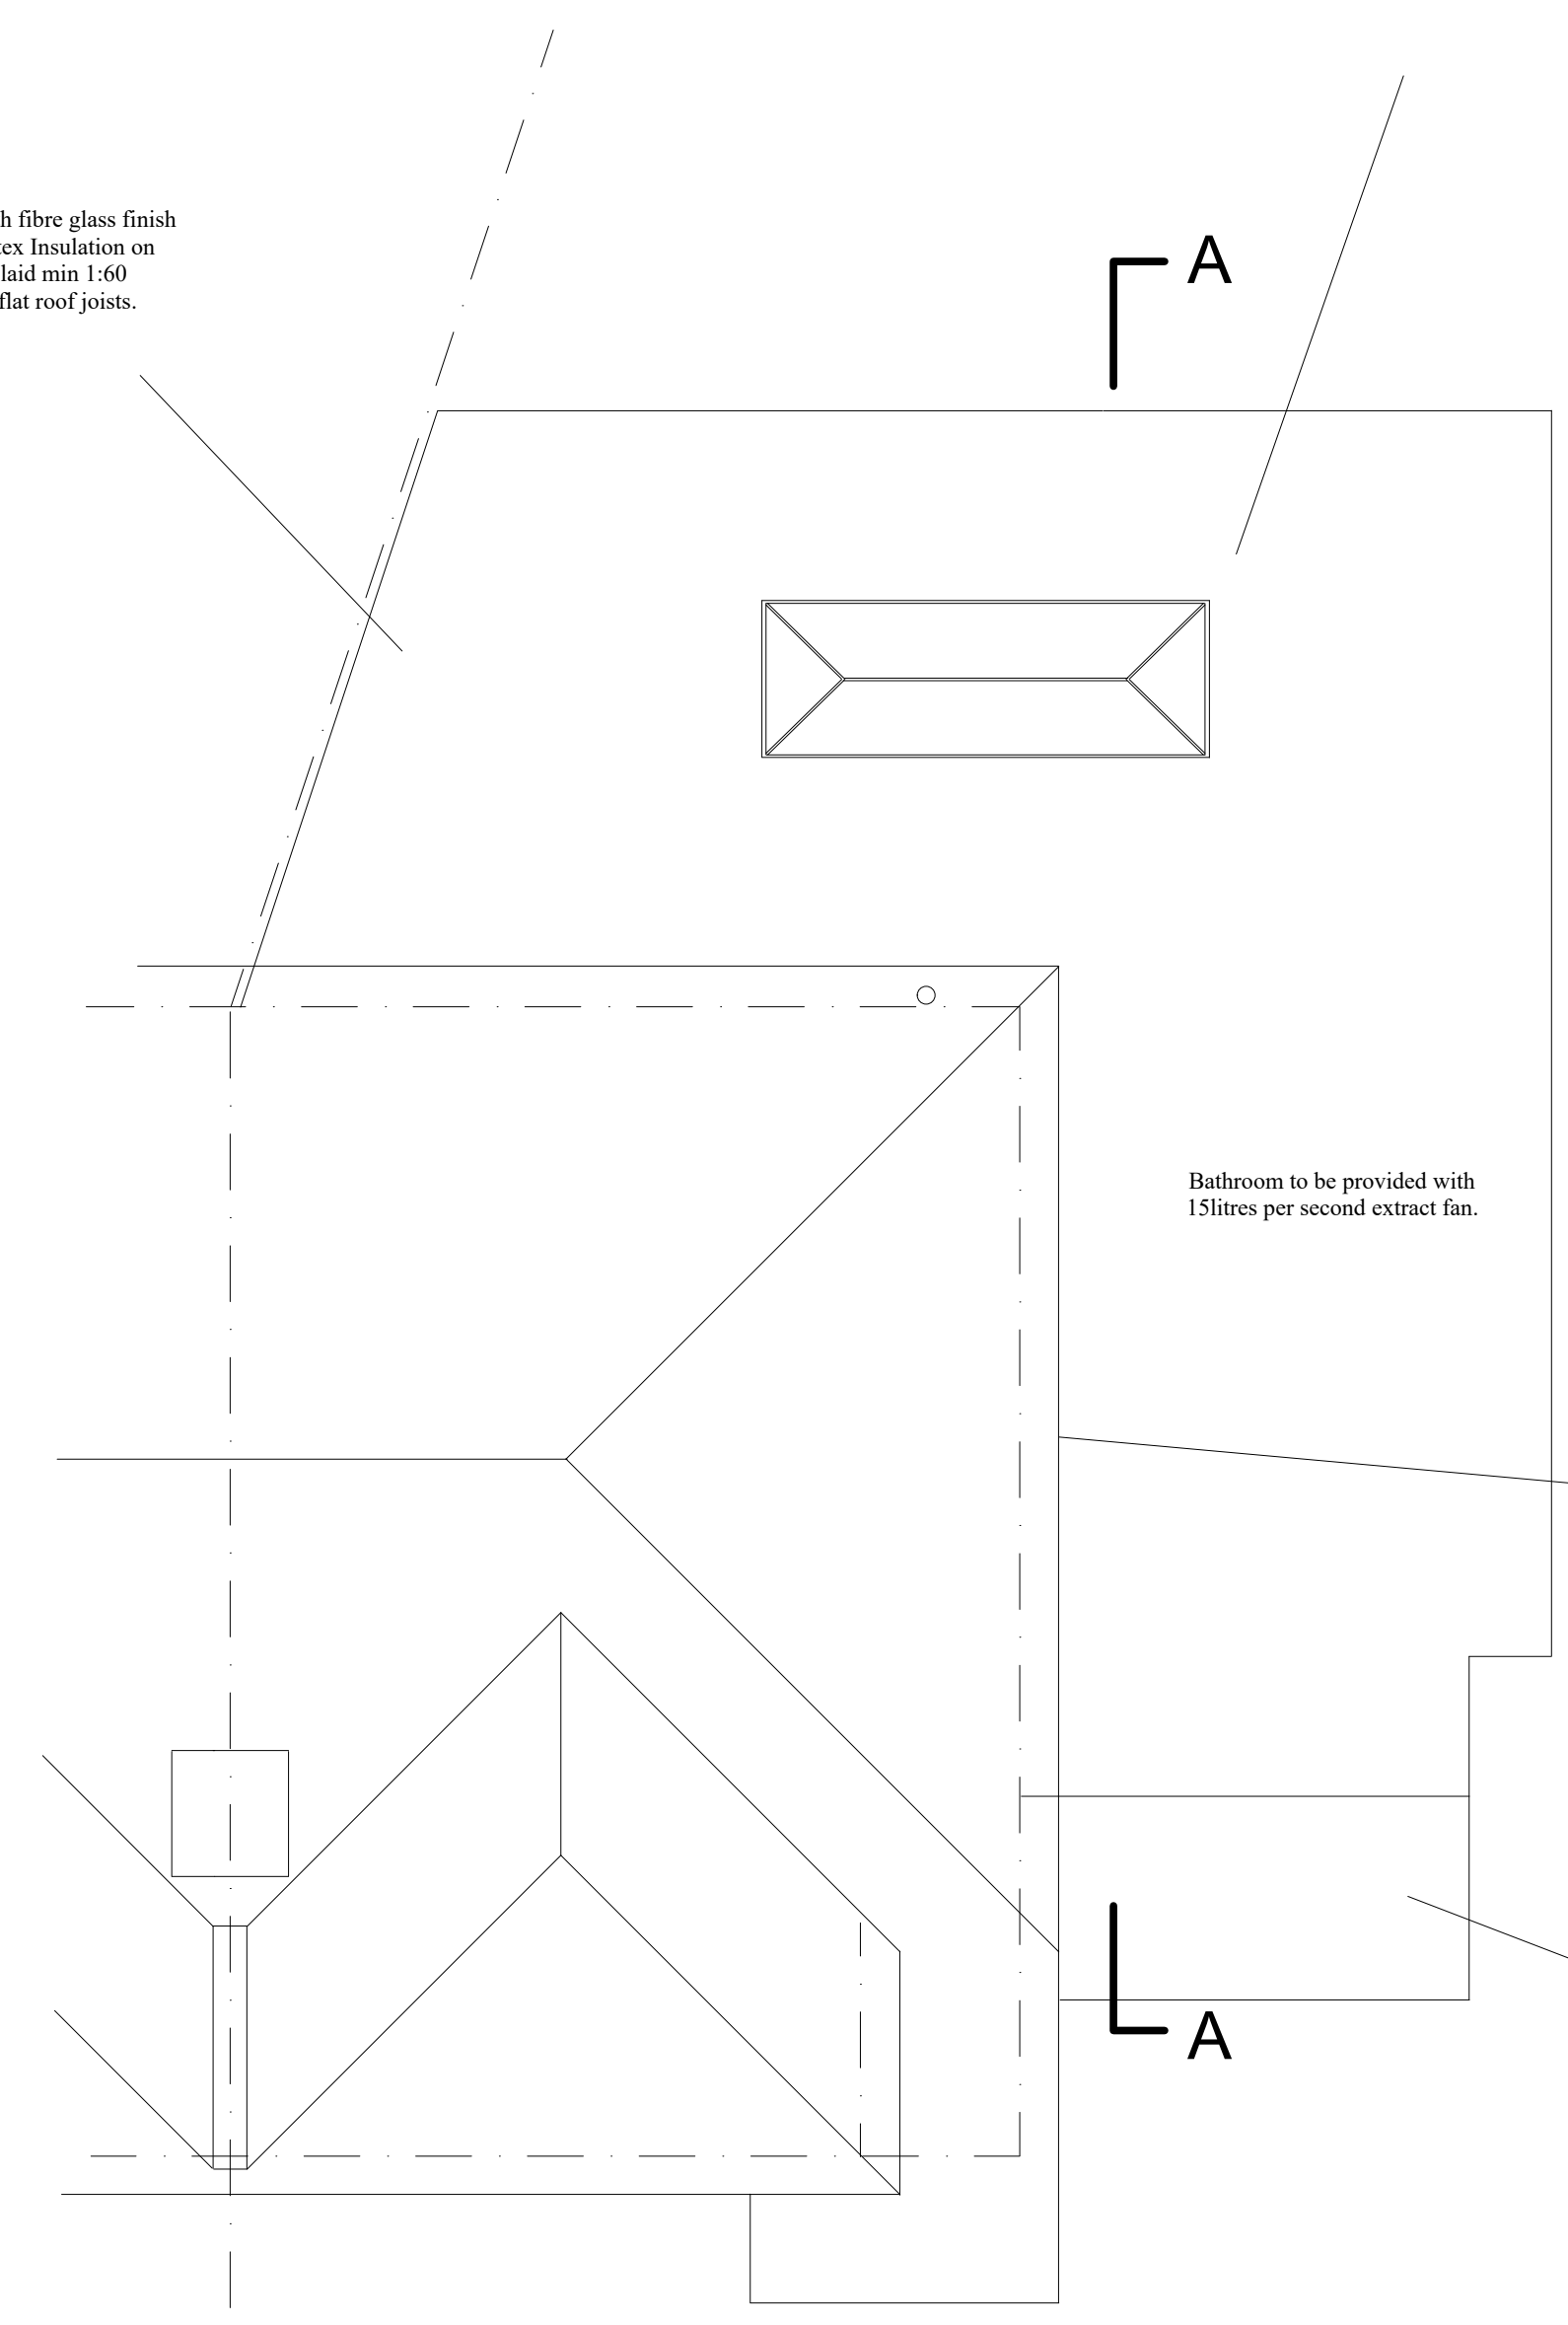 h fibre glass finish
tex Insulation on
laid min 1:60
flat roof joists.
A
Bathroom to be provided with
15litres per second extract fan.
A